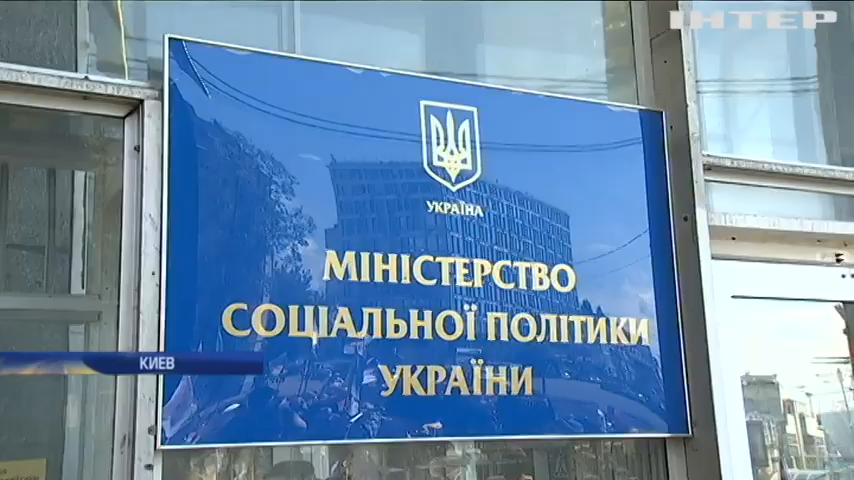 ІНТЕР
УКРАЇНА
МІНІСТЕРСТВО
СОЦІАЛЬНОЇ ПОЛІТИКИ
УКРАЇНИ
КИЕВ